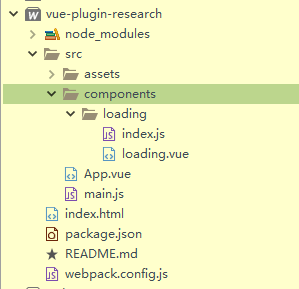 vue-plugin-research
node_modules
src
assets
components
loading
index.js
loading.vue
App.vue
main.js
index.html
package.json
README.md
webpack.config.js